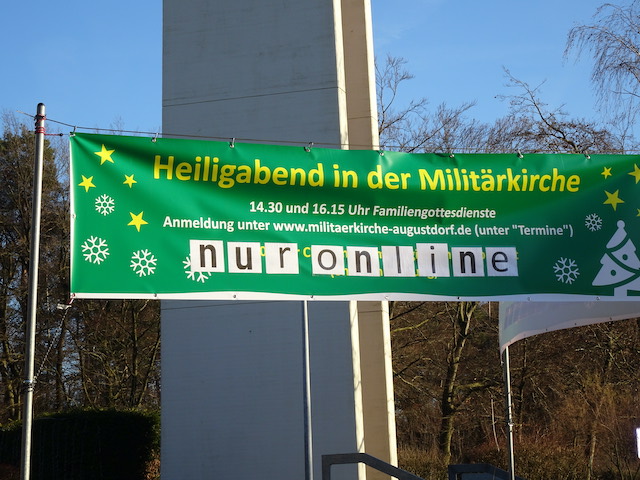 Heiligabend in der Militärkirche
14.30 und 16.15 Uhr Familiengottesdienste
Anmeldung unter www.militaerkirche-augustdorf.de (unter "Termine")
nur online